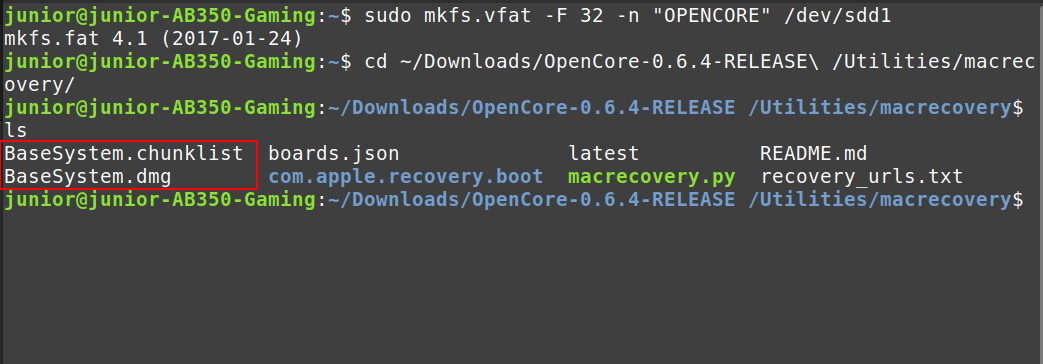 junior@junior-AB350-Gaming:~$ sudo mkfs.vfat -F 32 -n "OPENCORE" /dev/sdd1
mkfs.fat 4.1 (2017-01-24)
junior@junior-AB350-Gaming:~$ cd ~/Downloads/OpenCore-0.6.4-RELEASE\ /Utilities/macrec
overy/
junior@junior-AB350-Gaming:~/Downloads/OpenCore-0.6.4-RELEASE /Utilities/macrecovery$
ls
BaseSystem.chunklist  boards.json              latest          README.md
BaseSystem.dmg        com.apple.recovery.boot  macrecovery.py  recovery_urls.txt
junior@junior-AB350-Gaming:~/Downloads/OpenCore-0.6.4-RELEASE /Utilities/macrecovery$